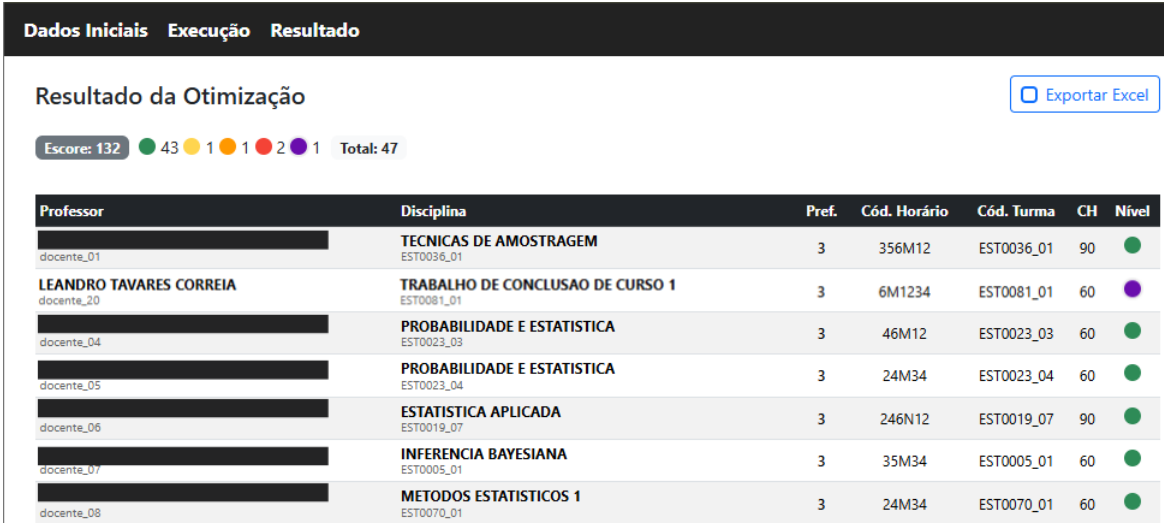 Dados Iniciais Execução Resultado
Resultado da Otimização
Exportar Excel
Escore: 132 43 1 1 2 1 Total: 47
Professor Disciplina Pref. Cód. Horário Cód. Turma CH Nível
TECNICAS DE AMOSTRAGEM
docente_01 EST0036_01 3 356M12 EST0036_01 90
LEANDRO TAVARES CORREIA TRABALHO DE CONCLUSAO DE CURSO 1
docente_20 EST0081_01 3 6M1234 EST0081_01 60
PROBABILIDADE E ESTATISTICA
docente_04 EST0023_03 3 46M12 EST0023_03 60
PROBABILIDADE E ESTATISTICA
docente_05 EST0023_04 3 24M34 EST0023_04 60
ESTATISTICA APLICADA
docente_06 EST0019_07 3 246N12 EST0019_07 90
INFERENCIA BAYESIANA
docente_07 EST0005_01 3 35M34 EST0005_01 60
METODOS ESTATISTICOS 1
docente_08 EST0070_01 3 24M34 EST0070_01 60